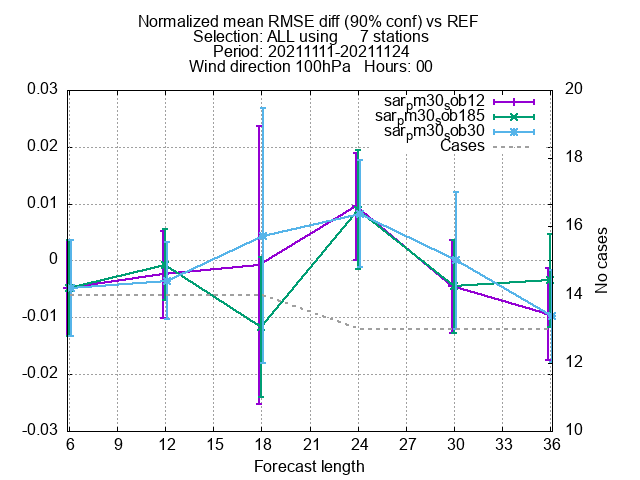 Normalized mean RMSE diff (90% conf) vs REF
Selection: ALL using 7 stations
Period: 20211111-20211124
Wind direction 100hPa Hours: 00
sar_pm30_sob12
sar_pm30_sob185
sar_pm30_sob30
Cases
0.03
0.02
0.01
0
-0.01
-0.02
-0.03
20
18
16
14
12
10
No cases
6 9 12 15 18 21 24 27 30 33 36
Forecast length